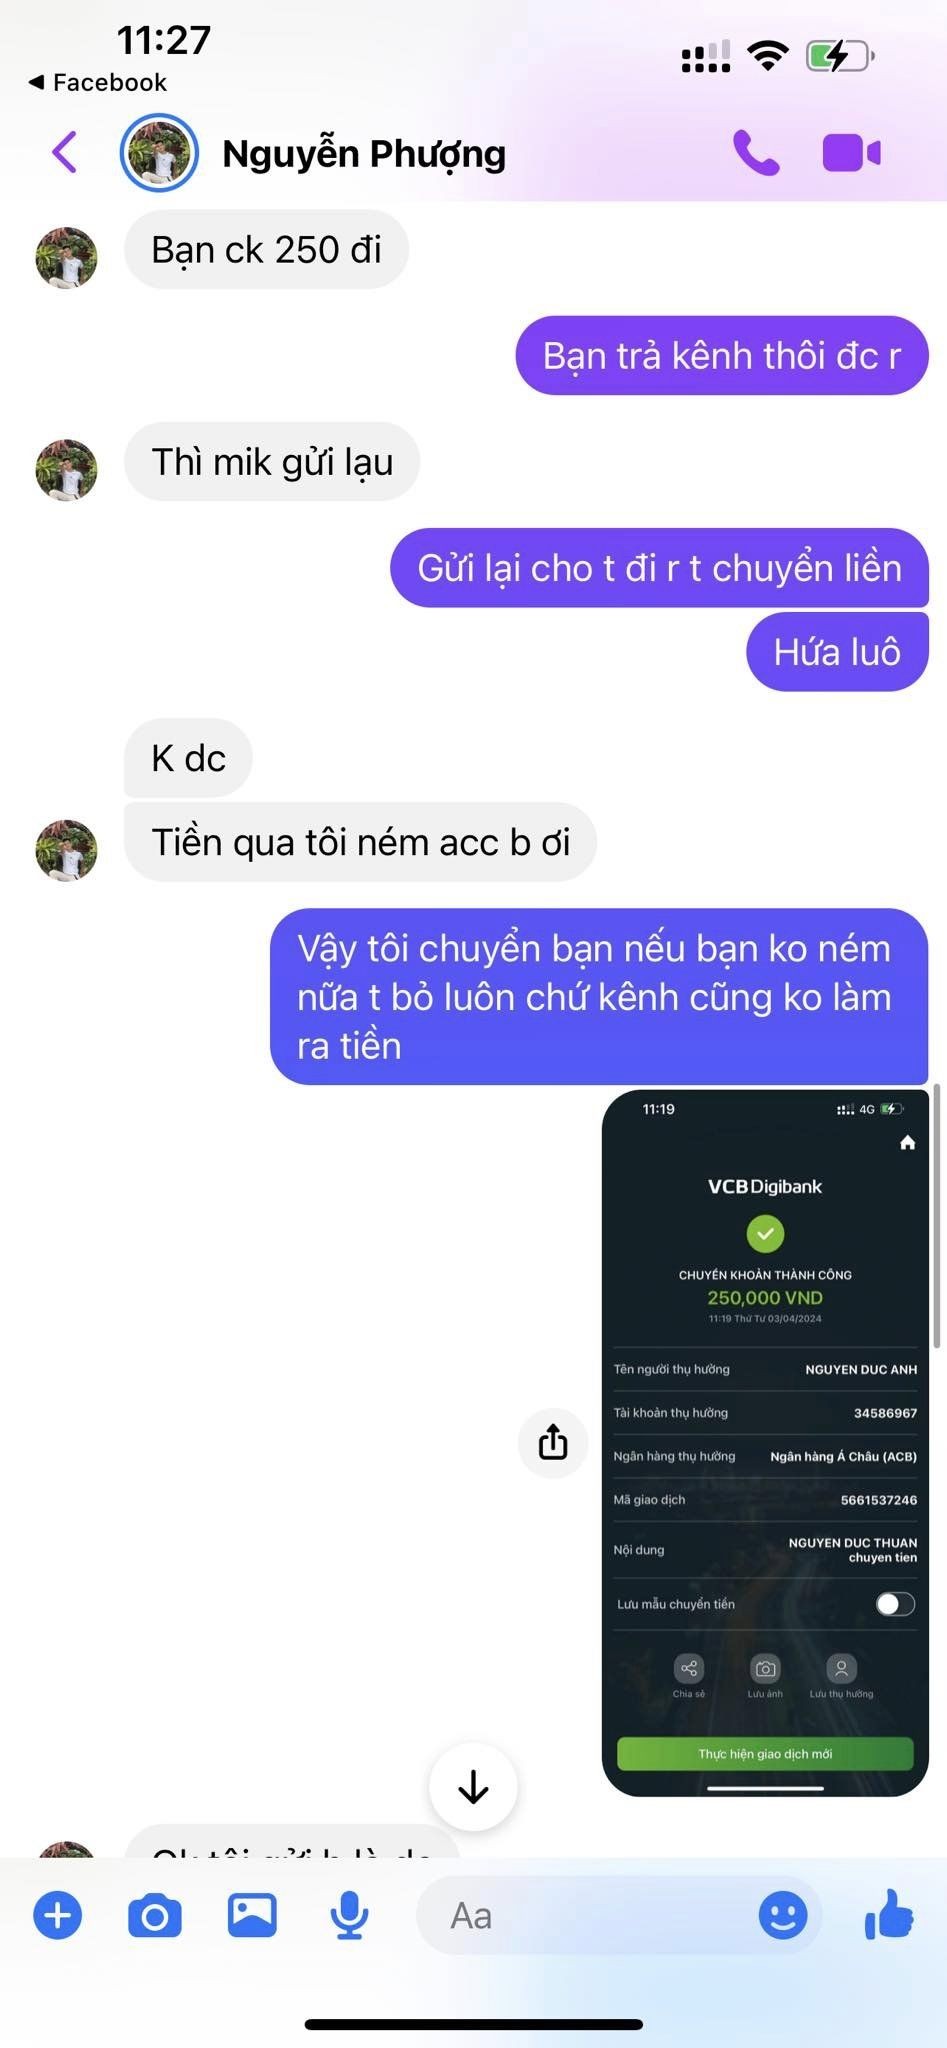 11:27
Facebook
Nguyễn Phượng
Bạn ck 250 đi
Bạn trả kênh thôi đc r
Thì mik gửi lạu
Gửi lại cho t đi r t chuyển liền
Hứa luô
K dc
Tiền qua tôi ném acc b ơi
Vậy tôi chuyển bạn nếu bạn ko ném
nữa t bỏ luôn chứ kênh cũng ko làm
ra tiền
11:19 4G
VCB Digibank
CHUYỂN KHOẢN THÀNH CÔNG
250,000 VND
11:19 Thứ Tư 03/04/2024
Tên người thụ hưởng NGUYEN DUC ANH
Tài khoản thụ hưởng 34586967
Ngân hàng thụ hưởng Ngân hàng Á Châu (ACB)
Mã giao dịch 5661537246
Nội dung NGUYEN DUC THUAN
chuyen tien
Lưu mẫu chuyển tiền
Chia sẻ Lưu ảnh Lưu thụ hưởng
Thực hiện giao dịch mới
Aa